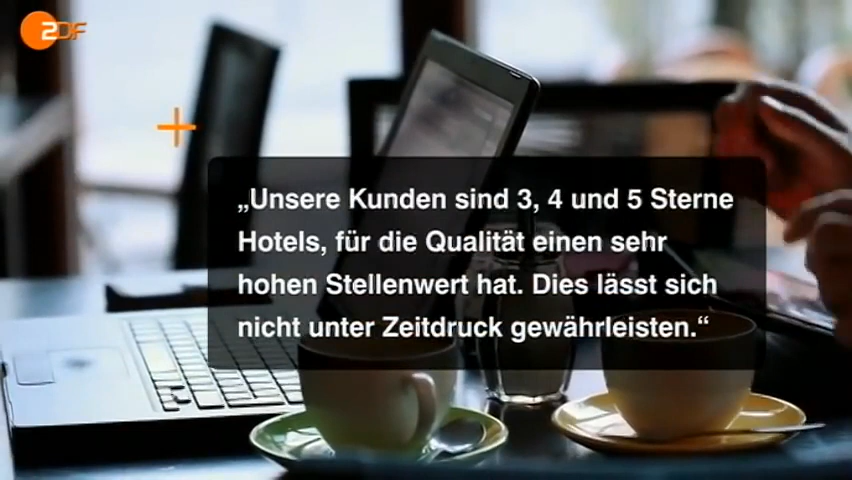 ZDF
„Unsere Kunden sind 3, 4 und 5 Sterne
Hotels, für die Qualität einen sehr
hohen Stellenwert hat. Dies lässt sich
nicht unter Zeitdruck gewährleisten.“